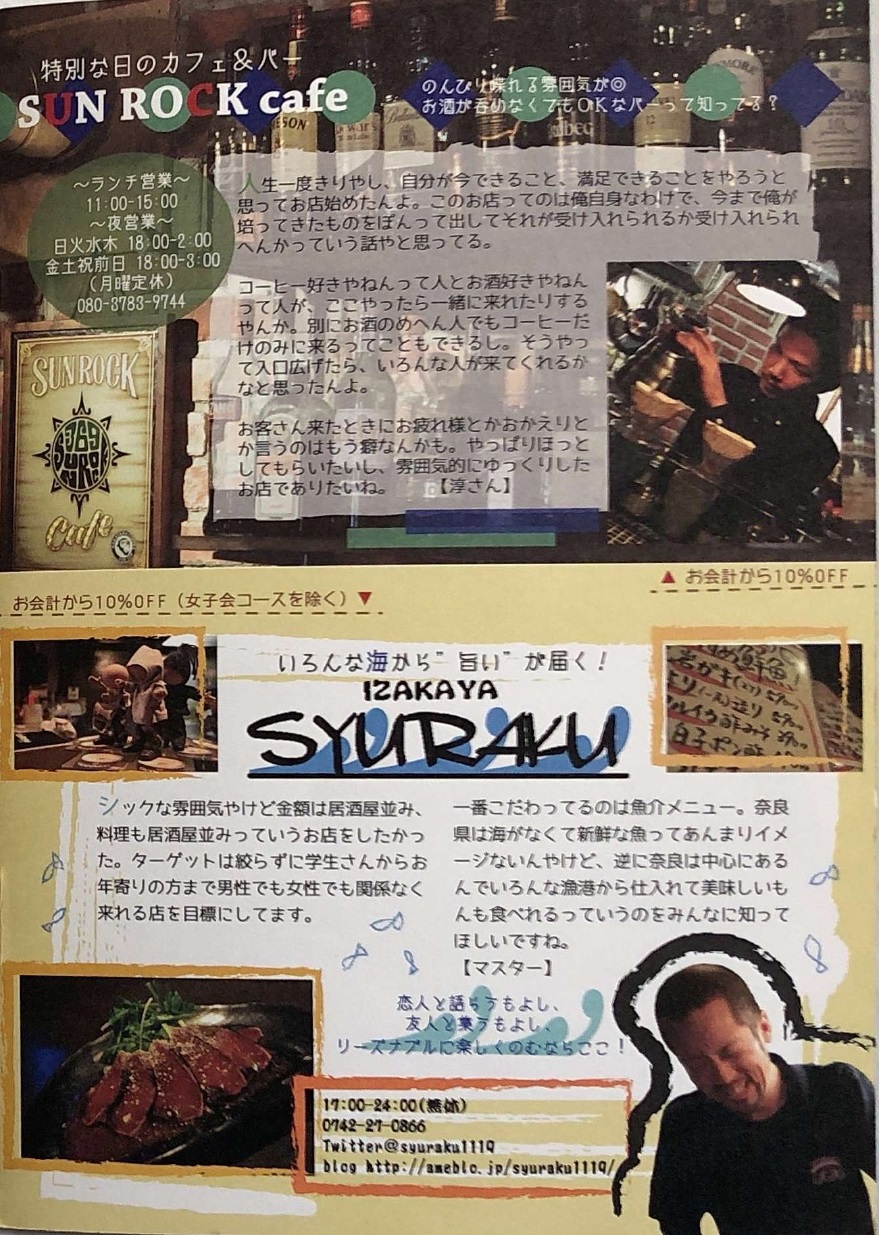 特別な日のカフェ&バー
SUN ROCK cafe
のんびり喋れる雰囲気が◎
お酒が呑めなくてもOKなバーって知ってる?
~ランチ営業~
11:00-15:00
~夜営業~
日火水木 18:00-2:00
金土祝前日 18:00-3:00
(月曜定休)
080-3783-9744
人生一度きりやし、自分が今できること、満足できることをやろうと
思ってお店始めたんよ。このお店ってのは俺自身なわけで、今まで俺が
培ってきたものをぽんって出してそれが受け入れられるか受け入れられ
へんかっていう話やと思ってる。
コーヒー好きやねんって人とお酒好きやねん
って人が、ここやったら一緒に来れたりする
やんか。別にお酒のめへん人でもコーヒーだ
けのみに来るってこともできるし。そうやっ
て入口広げたら、いろんな人が来てくれるか
なと思ったんよ。
お客さん来たときにお疲れ様とかおかえりと
か言うのはもう癖なんかも。やっぱりほっと
してもらいたいし、雰囲気的にゆっくりした
お店でありたいね。 【淳さん】
SUNROCK
369
Cafe
▲ お会計から10%OFF
お会計から10%OFF(女子会コースを除く)▼
いろんな海から"旨い"が届く!
IZAKAYA
SYURAKU
岩ガキ
白子ポン酢
シックな雰囲気やけど金額は居酒屋並み、
料理も居酒屋並みっていうお店をしたかっ
た。ターゲットは絞らずに学生さんからお
年寄りの方まで男性でも女性でも関係なく
来れる店を目標にしてます。
一番こだわってるのは魚介メニュー。奈良
県は海がなくて新鮮な魚ってあんまりイメ
ージないんやけど、逆に奈良は中心にある
んでいろんな漁港から仕入れて美味しいも
んも食べれるっていうのをみんなに知って
ほしいですね。
【マスター】
恋人と語らうもよし、
友人と集うもよし、
リーズナブルに楽しくのむならここ!
17:00-24:00(無休)
0742-27-0866
Twitter@syuraku1119
blog http://ameblo.jp/syuraku1119/